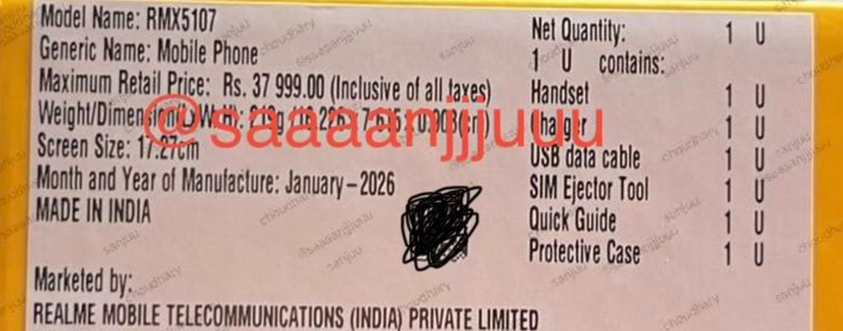 Model Name: RMX5107
Generic Name: Mobile Phone
Maximum Retail Price: Rs. 37 999.00 (Inclusive of all taxes)
Weight/Dimension(LxWxH):
Screen Size: 17.27cm
Month and Year of Manufacture: January-2026
MADE IN INDIA
Marketed by:
REALME MOBILE TELECOMMUNICATIONS (INDIA) PRIVATE LIMITED
Net Quantity: 1 U
1 U contains:
Handset 1 U
Charger 1 U
USB data cable 1 U
SIM Ejector Tool 1 U
Quick Guide 1 U
Protective Case 1 U
@saaaanjjjuuu